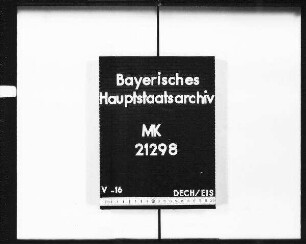 Bayerisches
Hauptstaatsarchiv
MK
21298
V -16
DECH/EIS